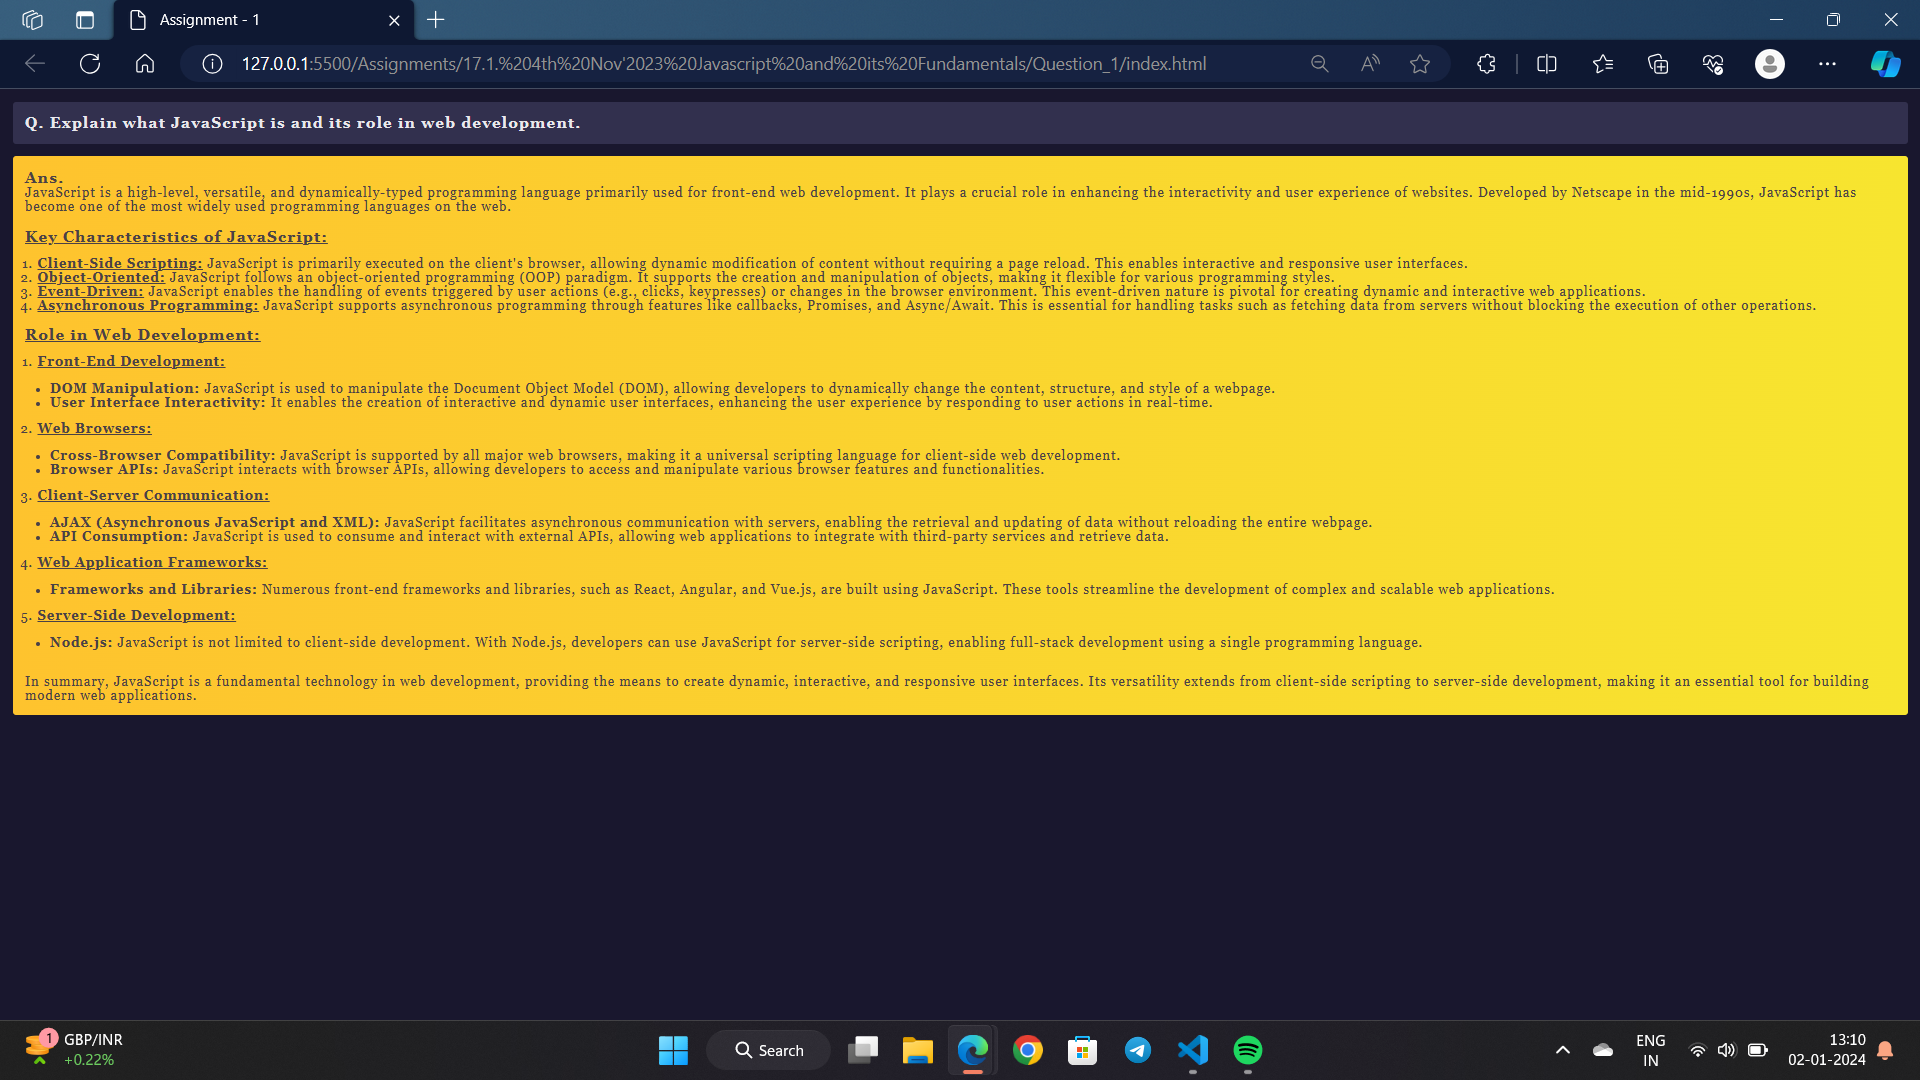 Assignment - 1
127.0.0.1:5500/Assignments/17.1.%204th%20Nov'2023%20Javascript%20and%20its%20Fundamentals/Question_1/index.html
Q. Explain what JavaScript is and its role in web development.
Ans.
JavaScript is a high-level, versatile, and dynamically-typed programming language primarily used for front-end web development. It plays a crucial role in enhancing the interactivity and user experience of websites. Developed by Netscape in the mid-1990s, JavaScript has
become one of the most widely used programming languages on the web.
Key Characteristics of JavaScript:
1. Client-Side Scripting: JavaScript is primarily executed on the client's browser, allowing dynamic modification of content without requiring a page reload. This enables interactive and responsive user interfaces.
2. Object-Oriented: JavaScript follows an object-oriented programming (OOP) paradigm. It supports the creation and manipulation of objects, making it flexible for various programming styles.
3. Event-Driven: JavaScript enables the handling of events triggered by user actions (e.g., clicks, keypresses) or changes in the browser environment. This event-driven nature is pivotal for creating dynamic and interactive web applications.
4. Asynchronous Programming: JavaScript supports asynchronous programming through features like callbacks, Promises, and Async/Await. This is essential for handling tasks such as fetching data from servers without blocking the execution of other operations.
Role in Web Development:
1. Front-End Development:
• DOM Manipulation: JavaScript is used to manipulate the Document Object Model (DOM), allowing developers to dynamically change the content, structure, and style of a webpage.
• User Interface Interactivity: It enables the creation of interactive and dynamic user interfaces, enhancing the user experience by responding to user actions in real-time.
2. Web Browsers:
• Cross-Browser Compatibility: JavaScript is supported by all major web browsers, making it a universal scripting language for client-side web development.
• Browser APIs: JavaScript interacts with browser APIs, allowing developers to access and manipulate various browser features and functionalities.
3. Client-Server Communication:
• AJAX (Asynchronous JavaScript and XML): JavaScript facilitates asynchronous communication with servers, enabling the retrieval and updating of data without reloading the entire webpage.
• API Consumption: JavaScript is used to consume and interact with external APIs, allowing web applications to integrate with third-party services and retrieve data.
4. Web Application Frameworks:
• Frameworks and Libraries: Numerous front-end frameworks and libraries, such as React, Angular, and Vue.js, are built using JavaScript. These tools streamline the development of complex and scalable web applications.
5. Server-Side Development:
• Node.js: JavaScript is not limited to client-side development. With Node.js, developers can use JavaScript for server-side scripting, enabling full-stack development using a single programming language.
In summary, JavaScript is a fundamental technology in web development, providing the means to create dynamic, interactive, and responsive user interfaces. Its versatility extends from client-side scripting to server-side development, making it an essential tool for building
modern web applications.
1
GBP/INR
+0.22%
Search
ENG
IN
13:10
02-01-2024